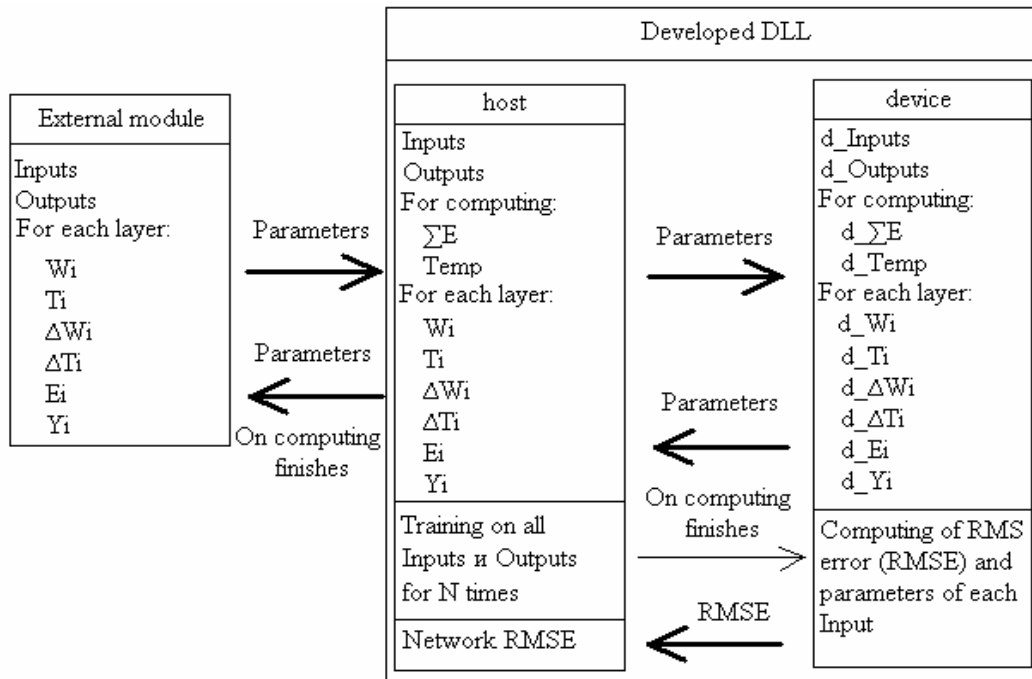 Developed DLL
External module
Inputs
Outputs
For each layer:
Wi
Ti
ΔWi
ΔTi
Ei
Yi
Parameters
Parameters
On computing
finishes
host
Inputs
Outputs
For computing:
∑E
Temp
For each layer:
Wi
Ti
ΔWi
ΔTi
Ei
Yi
Training on all
Inputs и Outputs
for N times
Network RMSE
Parameters
Parameters
On computing
finishes
RMSE
device
d_Inputs
d_Outputs
For computing:
d_∑E
d_Temp
For each layer:
d_Wi
d_Ti
d_ΔWi
d_ΔTi
d_Ei
d_Yi
Computing of RMS
error (RMSE) and
parameters of each
Input